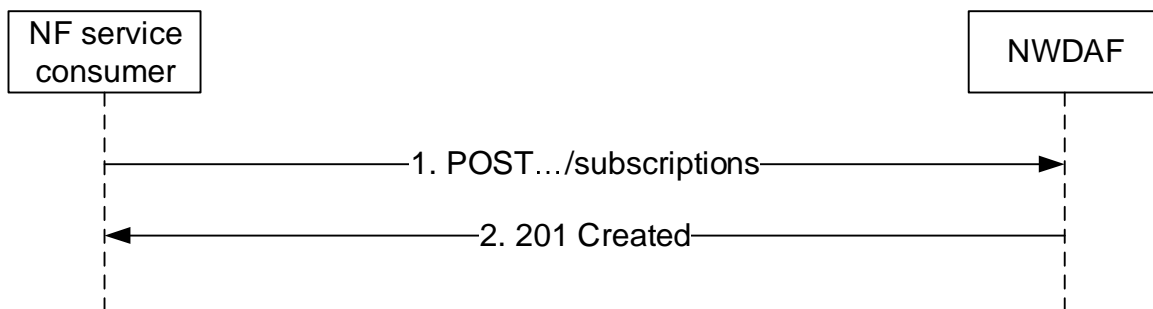 NF service
consumer
NWDAF
1. POST…/subscriptions
2. 201 Created